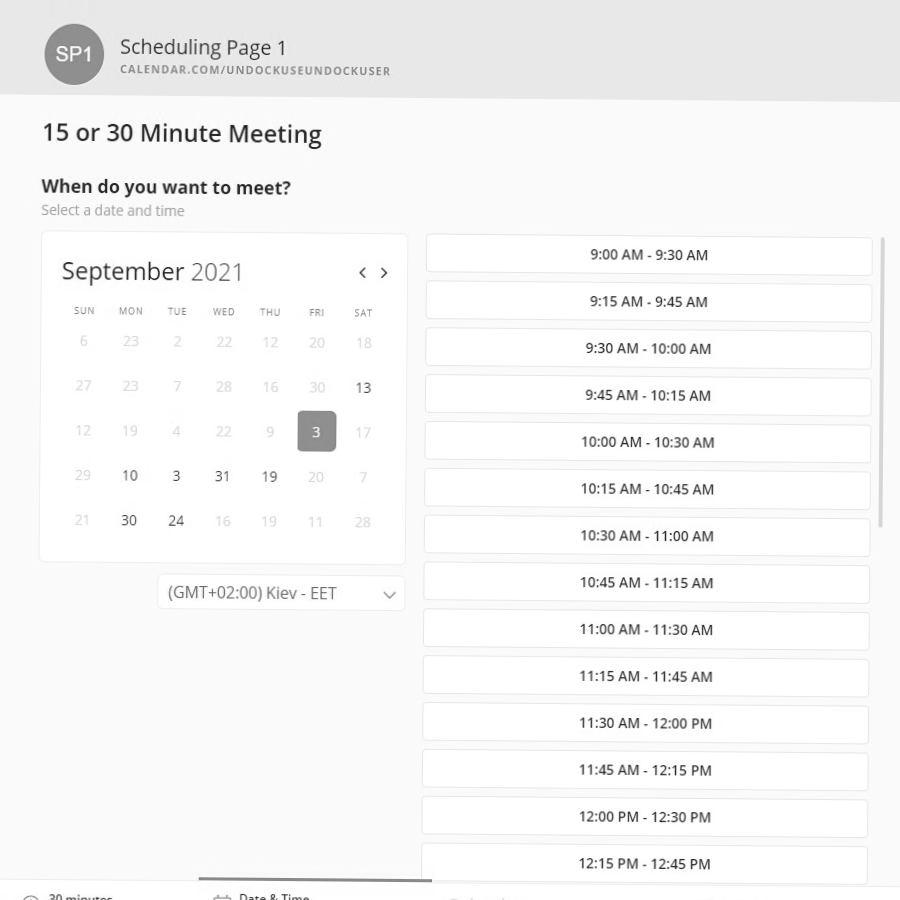 SP1
Scheduling Page 1
CALENDAR.COM/UNDOCKUSEUNDOCKUSER
15 or 30 Minute Meeting
When do you want to meet?
Select a date and time
September 2021
SUN MON TUE WED THU FRI SAT
6 23 2 22 12 20 18
27 23 7 28 16 30 13
12 19 4 22 9 3 17
29 10 3 31 19 20 7
21 30 24 16 19 11 28
(GMT+02:00) Kiev - EET
9:00 AM - 9:30 AM
9:15 AM - 9:45 AM
9:30 AM - 10:00 AM
9:45 AM - 10:15 AM
10:00 AM - 10:30 AM
10:15 AM - 10:45 AM
10:30 AM - 11:00 AM
10:45 AM - 11:15 AM
11:00 AM - 11:30 AM
11:15 AM - 11:45 AM
11:30 AM - 12:00 PM
11:45 AM - 12:15 PM
12:00 PM - 12:30 PM
12:15 PM - 12:45 PM
30 minutes
Date & Time